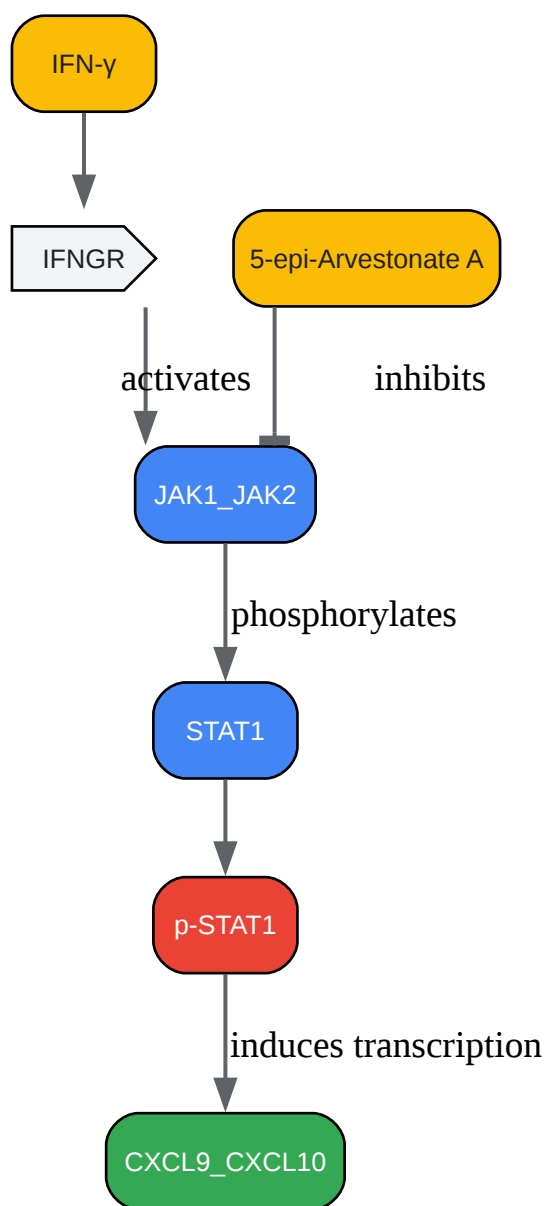 IFN-γ
IFNGR
5-epi-Arvestonate A
activates
inhibits
JAK1_JAK2
phosphorylates
STAT1
p-STAT1
induces transcription
CXCL9_CXCL10